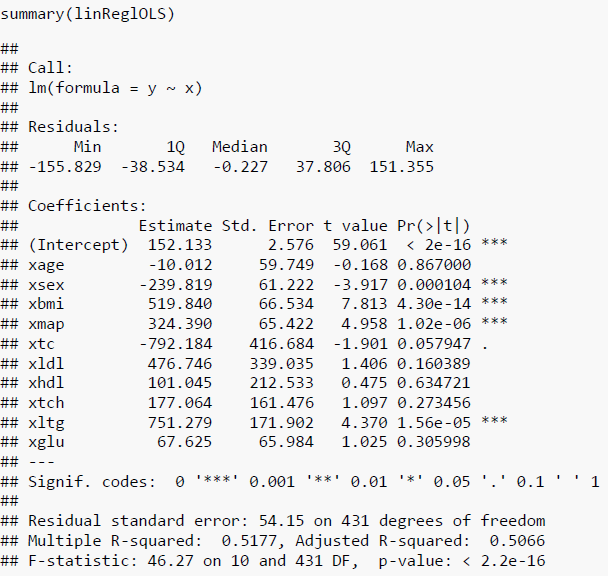 summary(linReglOLS)
##
## Call:
## lm(formula = y ~ x)
##
## Residuals:
##      Min       1Q   Median       3Q      Max
## -155.829  -38.534   -0.227   37.806  151.355
##
## Coefficients:
##             Estimate Std. Error t value Pr(>|t|)
## (Intercept)  152.133      2.576  59.061  < 2e-16 ***
## xage         -10.012     59.749  -0.168 0.867000
## xsex        -239.819     61.222  -3.917 0.000104 ***
## xbmi         519.840     66.534   7.813 4.30e-14 ***
## xmap         324.390     65.422   4.958 1.02e-06 ***
## xtc         -792.184    416.684  -1.901 0.057947 .
## xldl         476.746    339.035   1.406 0.160389
## xhdl         101.045    212.533   0.475 0.634721
## xtch         177.064    161.476   1.097 0.273456
## xltg         751.279    171.902   4.370 1.56e-05 ***
## xglu          67.625     65.984   1.025 0.305998
## ---
## Signif. codes:  0 '***' 0.001 '**' 0.01 '*' 0.05 '.' 0.1 ' ' 1
##
## Residual standard error: 54.15 on 431 degrees of freedom
## Multiple R-squared:  0.5177, Adjusted R-squared:  0.5066
## F-statistic: 46.27 on 10 and 431 DF,  p-value: < 2.2e-16